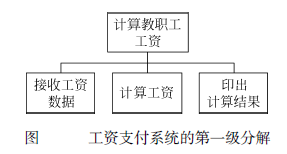 计算教职工
工资
接收工资
数据
计算工资
印出
计算结果
图 工资支付系统的第一级分解